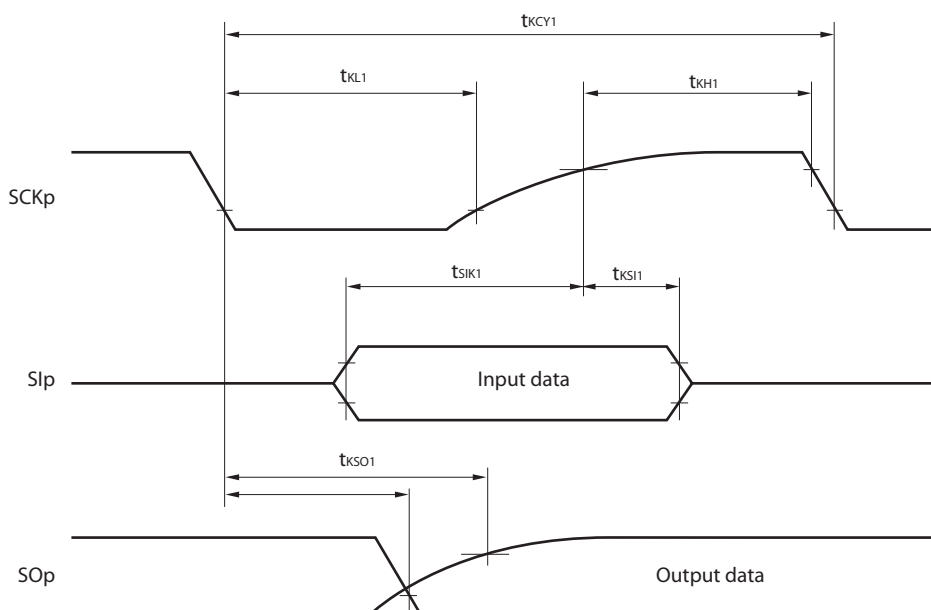 tKCY1
tKL1
tKH1
SCKp
tSIK1
tKSI1
SIp
Input data
tKSO1
SOp
Output data